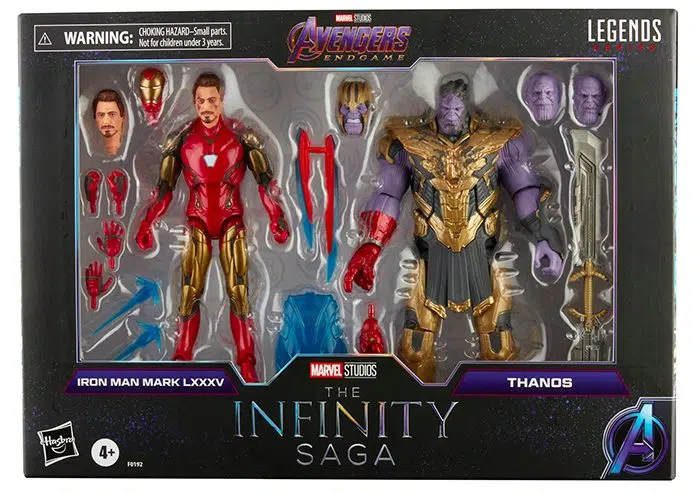 WARNING: CHOKING HAZARD–Small parts.
Not for children under 3 years.
MARVEL STUDIOS
AVENGERS
ENDGAME
LEGENDS
SERIES
IRON MAN MARK LXXXV
MARVEL STUDIOS
THANOS
THE
INFINITY
SAGA
Hasbro
4+
F0192